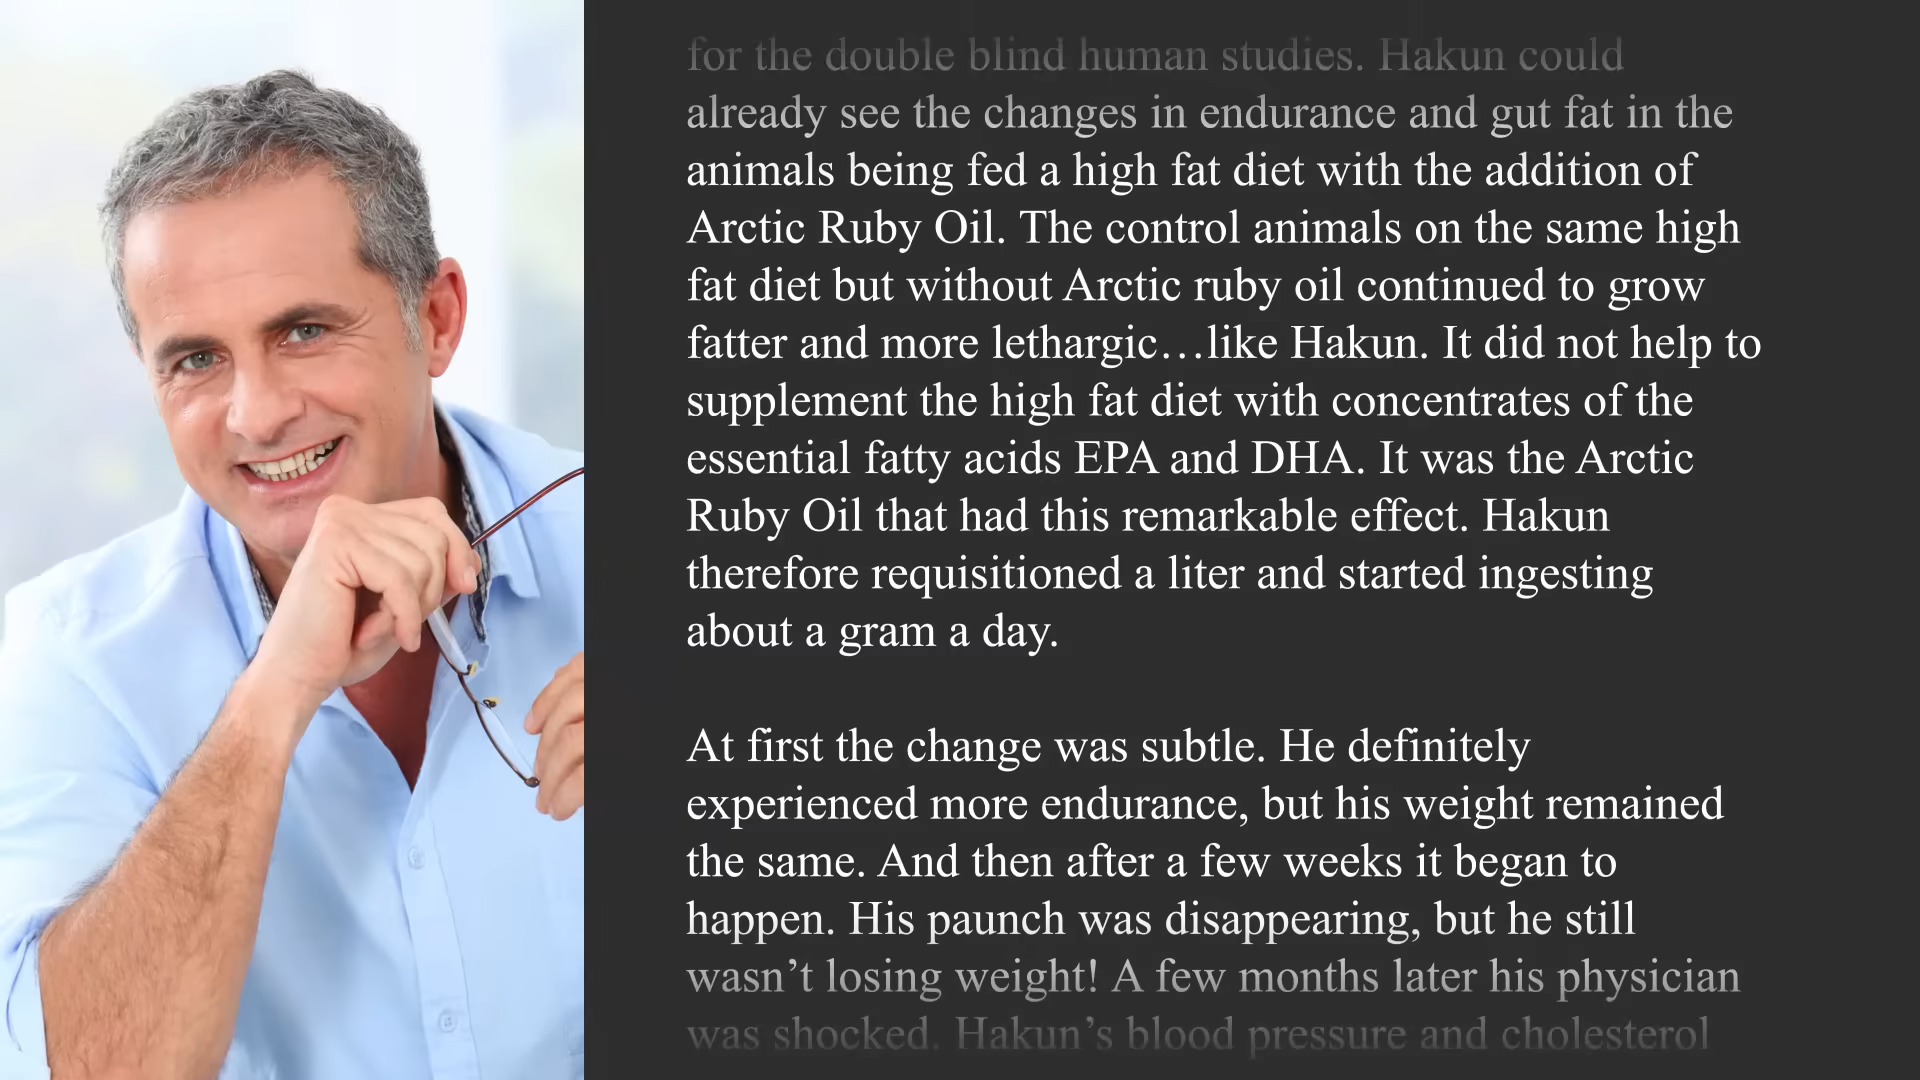 for the double blind human studies. Hakun could
already see the changes in endurance and gut fat in the
animals being fed a high fat diet with the addition of
Arctic Ruby Oil. The control animals on the same high
fat diet but without Arctic ruby oil continued to grow
fatter and more lethargic…like Hakun. It did not help to
supplement the high fat diet with concentrates of the
essential fatty acids EPA and DHA. It was the Arctic
Ruby Oil that had this remarkable effect. Hakun
therefore requisitioned a liter and started ingesting
about a gram a day.
At first the change was subtle. He definitely
experienced more endurance, but his weight remained
the same. And then after a few weeks it began to
happen. His paunch was disappearing, but he still
wasn’t losing weight! A few months later his physician
was shocked. Hakun’s blood pressure and cholesterol